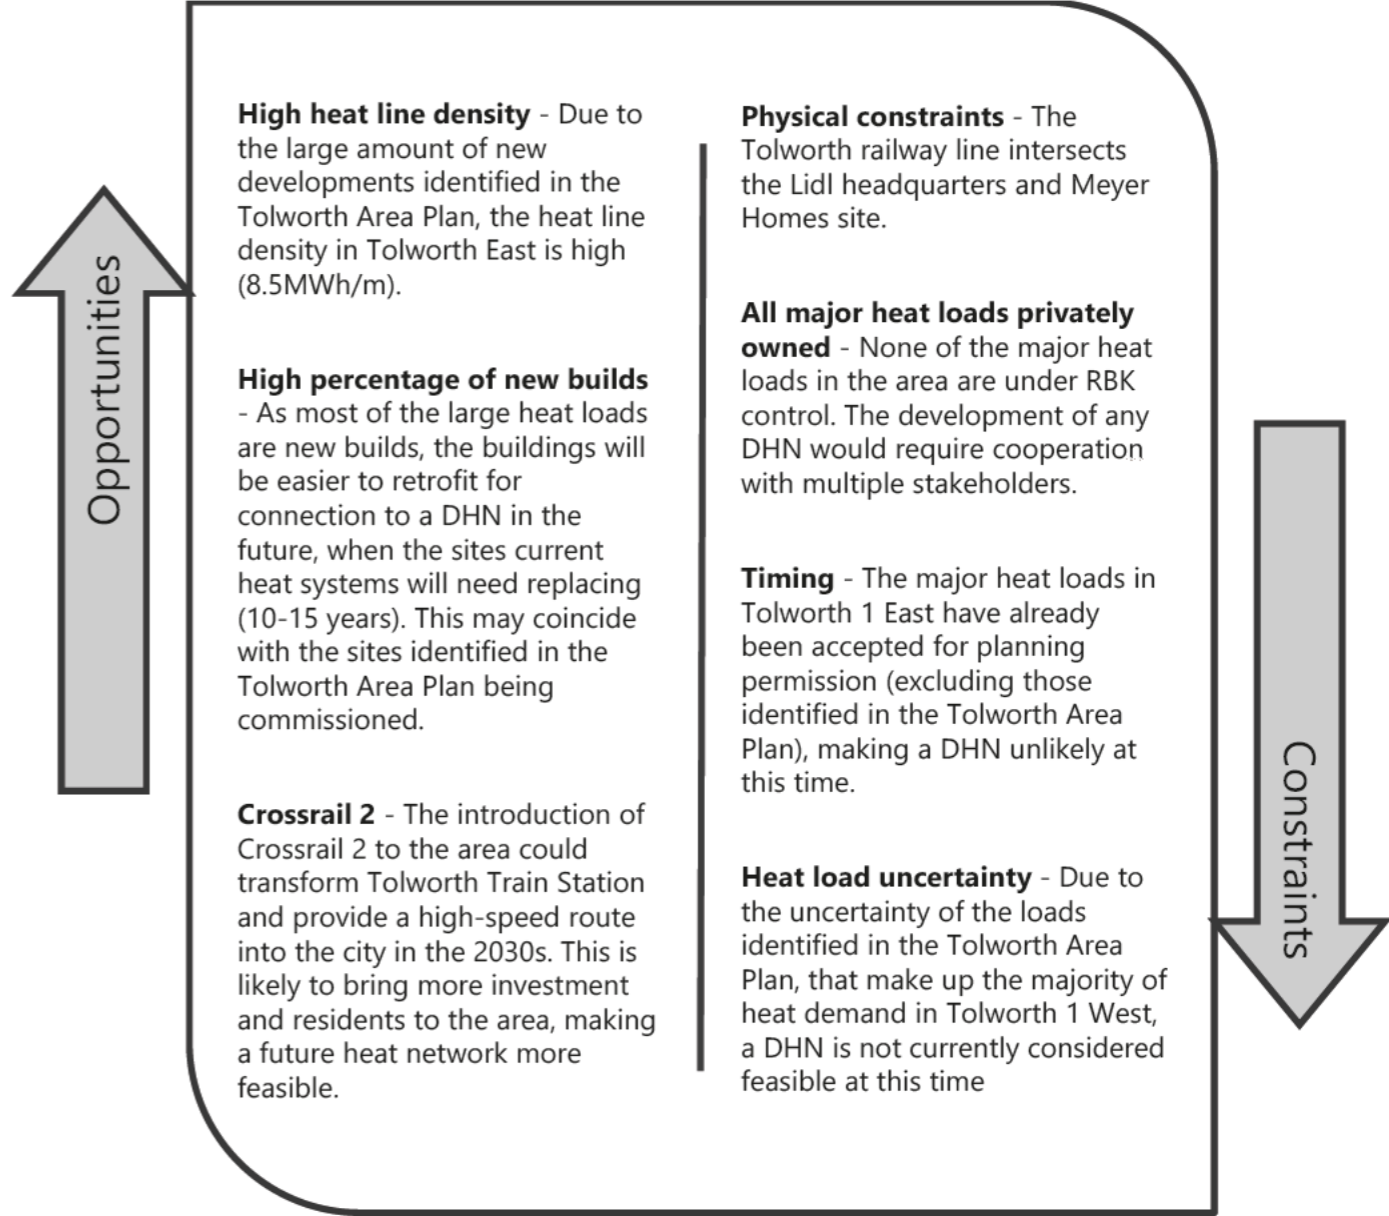 Opportunities
High heat line density - Due to
the large amount of new
developments identified in the
Tolworth Area Plan, the heat line
density in Tolworth East is high
(8.5MWh/m).
High percentage of new builds
- As most of the large heat loads
are new builds, the buildings will
be easier to retrofit for
connection to a DHN in the
future, when the sites current
heat systems will need replacing
(10-15 years). This may coincide
with the sites identified in the
Tolworth Area Plan being
commissioned.
Crossrail 2 - The introduction of
Crossrail 2 to the area could
transform Tolworth Train Station
and provide a high-speed route
into the city in the 2030s. This is
likely to bring more investment
and residents to the area, making
a future heat network more
feasible.
Physical constraints - The
Tolworth railway line intersects
the Lidl headquarters and Meyer
Homes site.
All major heat loads privately
owned - None of the major heat
loads in the area are under RBK
control. The development of any
DHN would require cooperation
with multiple stakeholders.
Timing - The major heat loads in
Tolworth 1 East have already
been accepted for planning
permission (excluding those
identified in the Tolworth Area
Plan), making a DHN unlikely at
this time.
Heat load uncertainty - Due to
the uncertainty of the loads
identified in the Tolworth Area
Plan, that make up the majority of
heat demand in Tolworth 1 West,
a DHN is not currently considered
feasible at this time
Constraints